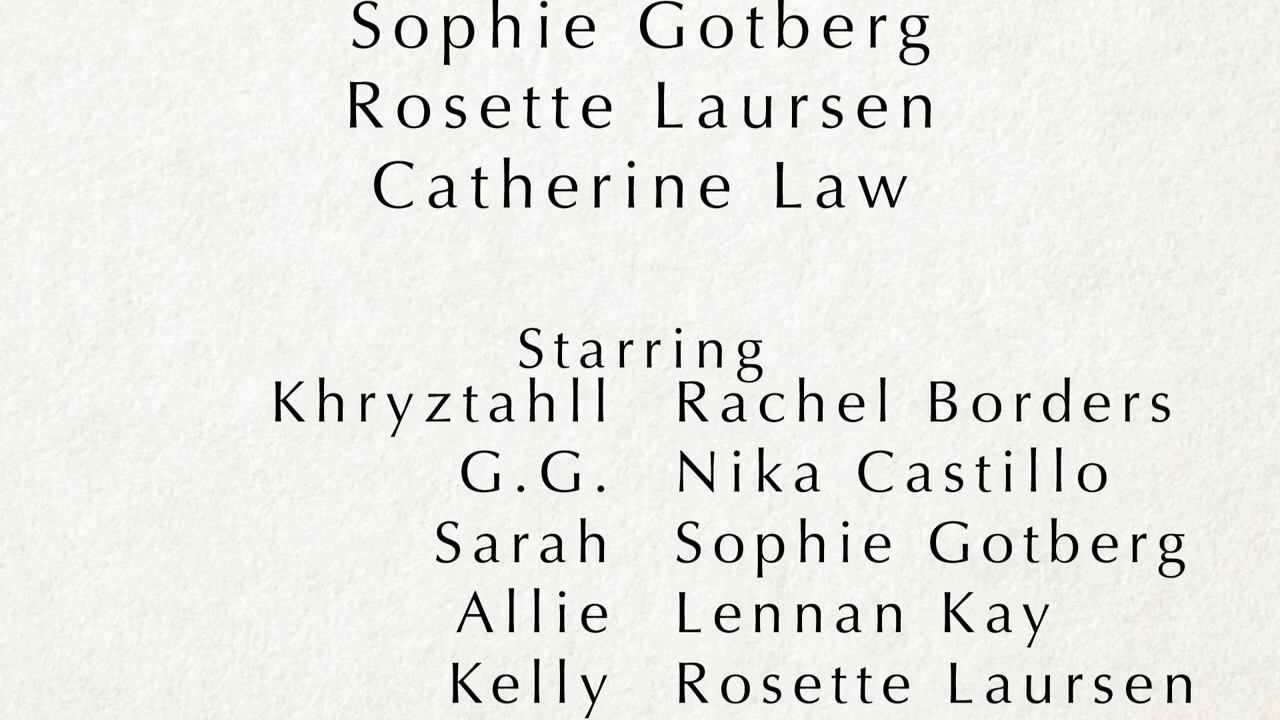 Sophie Gotberg
Rosette Laursen
Catherine Law
Starring
Khryztahll Rachel Borders
G.G. Nika Castillo
Sarah Sophie Gotberg
Allie Lennan Kay
Kelly Rosette Laursen